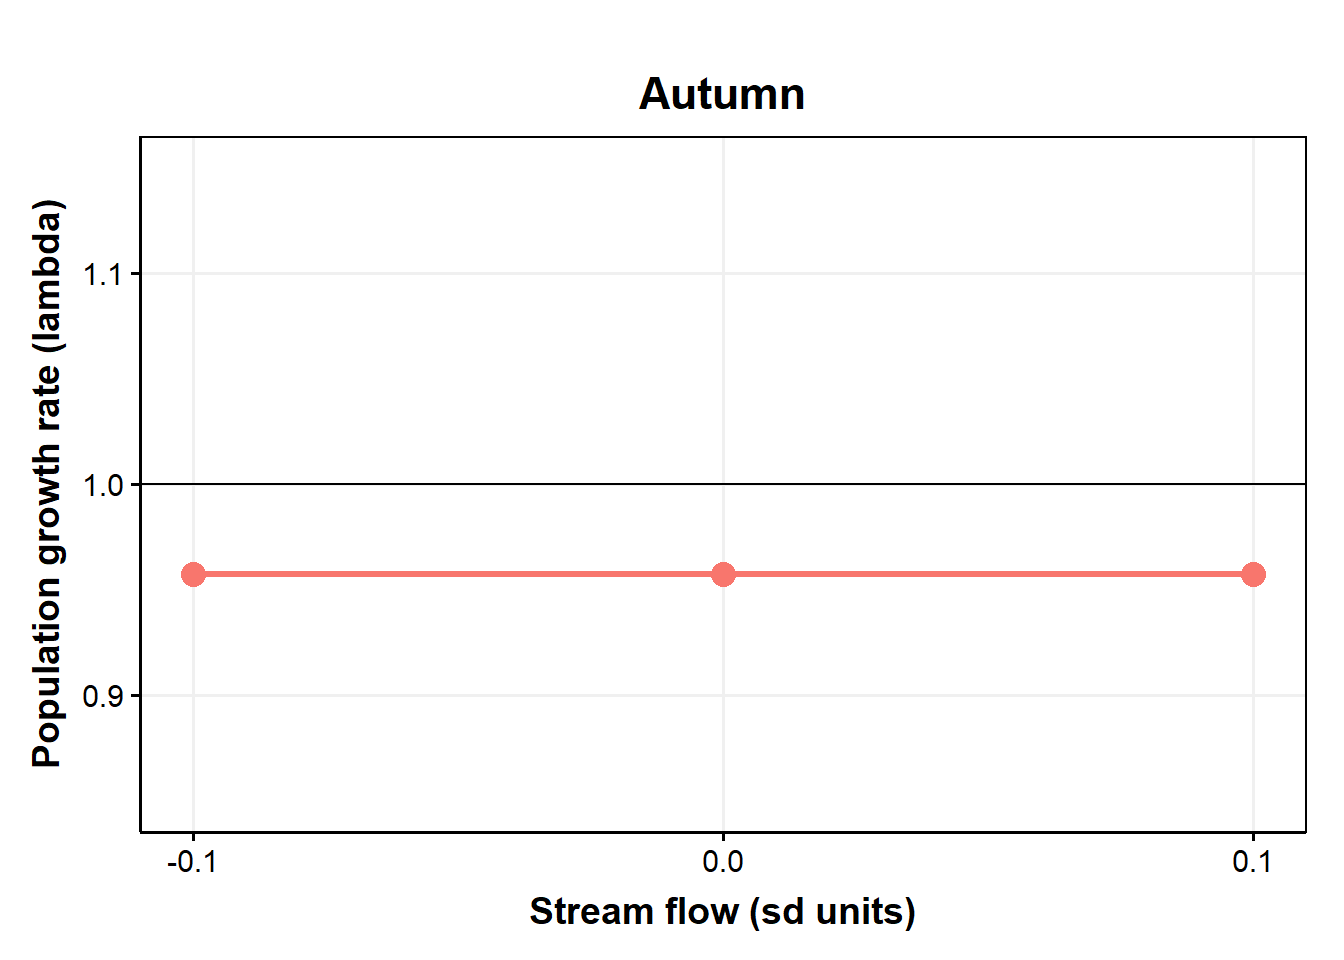 Autumn
Population growth rate (lambda)
1.1
1.0
0.9
-0.1 0.0 0.1
Stream flow (sd units)